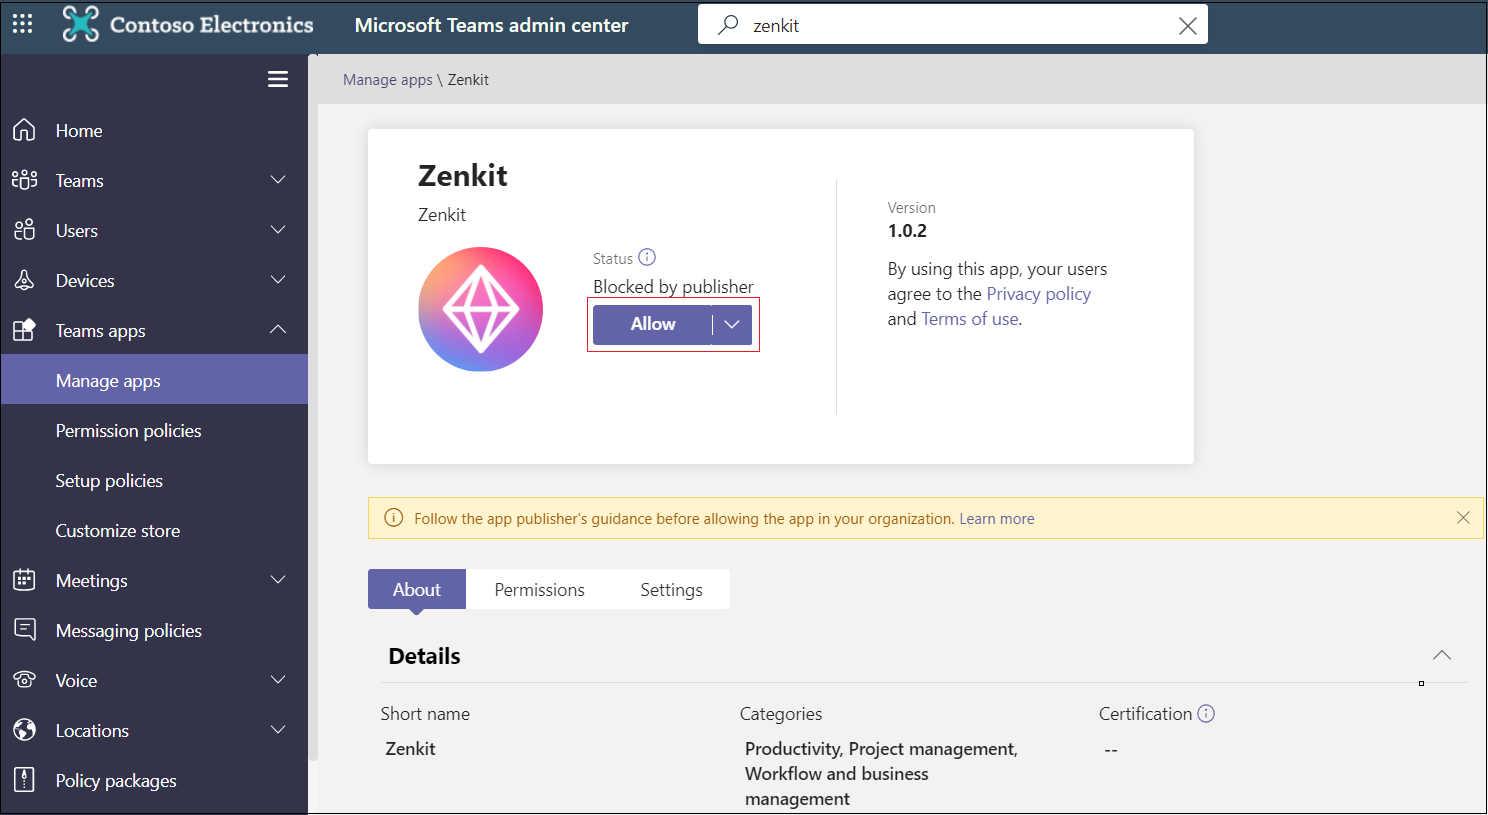 Contoso Electronics
Microsoft Teams admin center
zenkit
Manage apps \ Zenkit
Home
Teams
Users
Devices
Teams apps
Manage apps
Permission policies
Setup policies
Customize store
Meetings
Messaging policies
Voice
Locations
Policy packages
Zenkit
Zenkit
Status
Blocked by publisher
Allow
Version
1.0.2
By using this app, your users
agree to the Privacy policy
and Terms of use.
Follow the app publisher's guidance before allowing the app in your organization. Learn more
About
Permissions
Settings
Details
Short name
Zenkit
Categories
Productivity, Project management,
Workflow and business
management
Certification
--